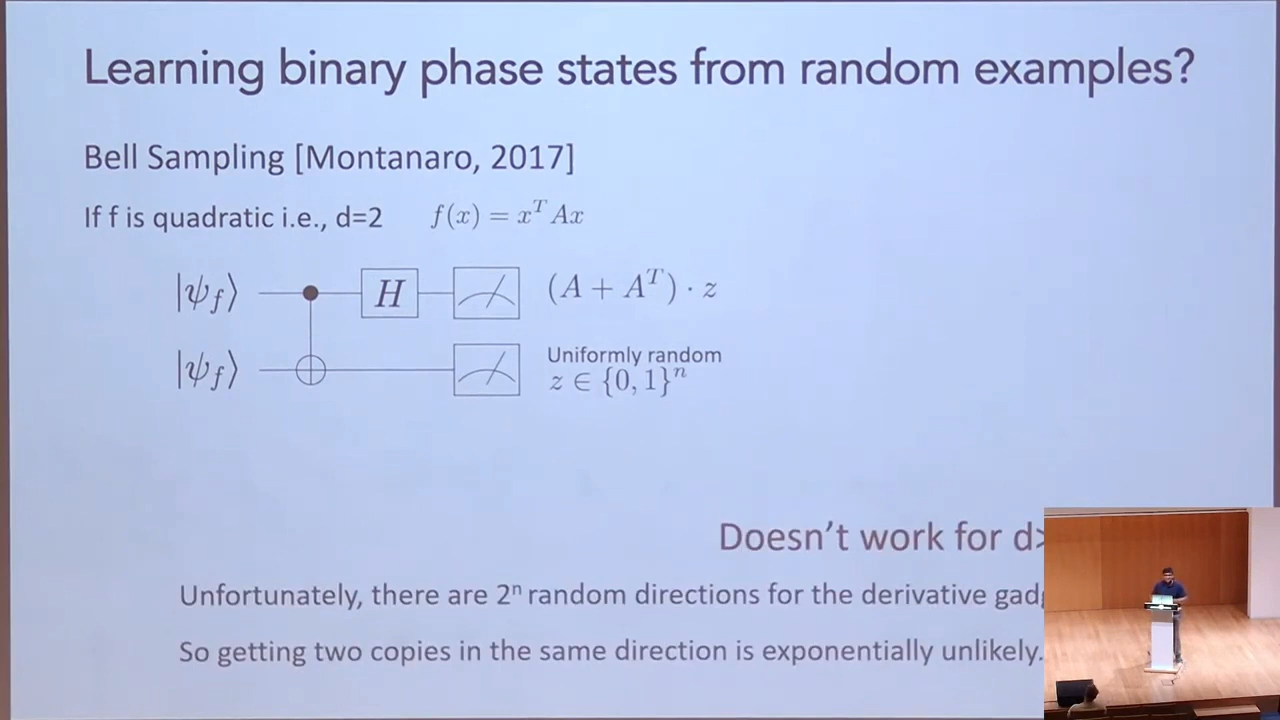 Learning binary phase states from random examples?
Bell Sampling [Montanaro, 2017]
If f is quadratic i.e., d=2 f(x) = x^T Ax
|ψ_f⟩ H (A + A^T) · z
|ψ_f⟩ Uniformly random
z ∈ {0, 1}^n
Doesn't work for d>
Unfortunately, there are 2^n random directions for the derivative
So getting two copies in the same direction is exponentially unlikely.